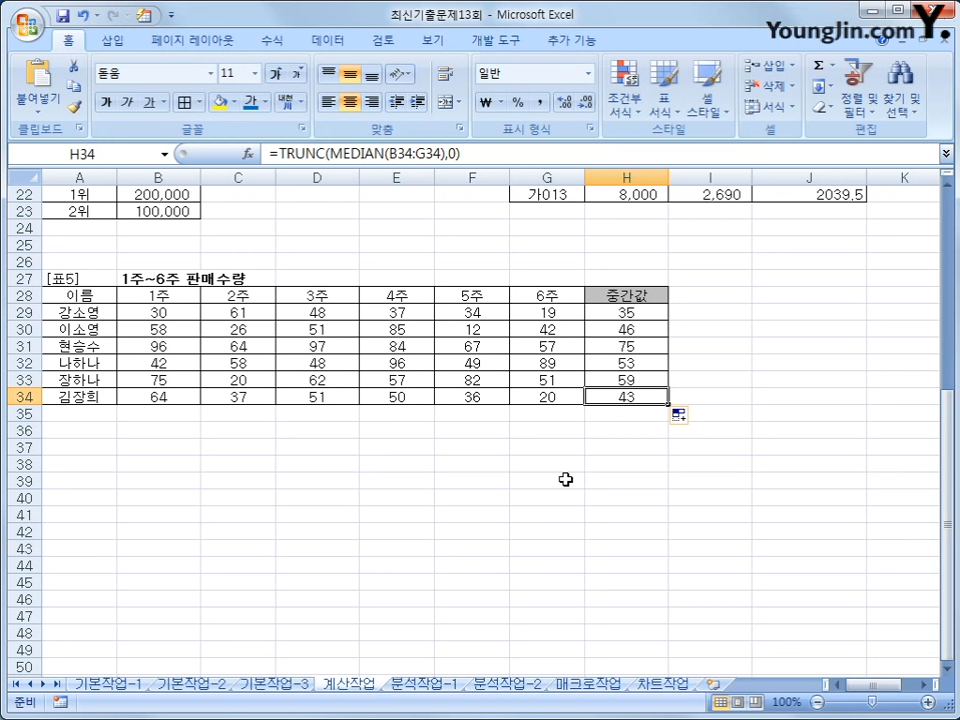 최신기출문제13회 - Microsoft Excel
YoungJin.com Y.
홈 삽입 페이지 레이아웃 수식 데이터 검토 보기 개발 도구 추가 기능
붙여넣기 돋움 11 가 가 일반 조건부 서식 표 서식 셀 스타일 삽입 삭제 서식 Σ 정렬 및 필터 찾기 및 선택
가 가 가 가 내천 % ,
클립보드 글꼴 맞춤 표시 형식 스타일 셀 편집
H34 fx =TRUNC(MEDIAN(B34:G34),0)
A B C D E F G H I J K
22 1위 200,000 가013 8,000 2,690 2039.5
23 2위 100,000
24
25
26
27 [표5] 1주~6주 판매수량
28 이름 1주 2주 3주 4주 5주 6주 중간값
29 강소영 30 61 48 37 34 19 35
30 이소영 58 26 51 85 12 42 46
31 현승수 96 64 97 84 67 57 75
32 나하나 42 58 48 96 49 89 53
33 장하나 75 20 62 57 82 51 59
34 김장희 64 37 51 50 36 20 43
35
36
37
38
39
40
41
42
43
44
45
46
47
48
49
50
기본작업-1 기본작업-2 기본작업-3 계산작업 분석작업-1 분석작업-2 매크로작업 차트작업
준비 100%